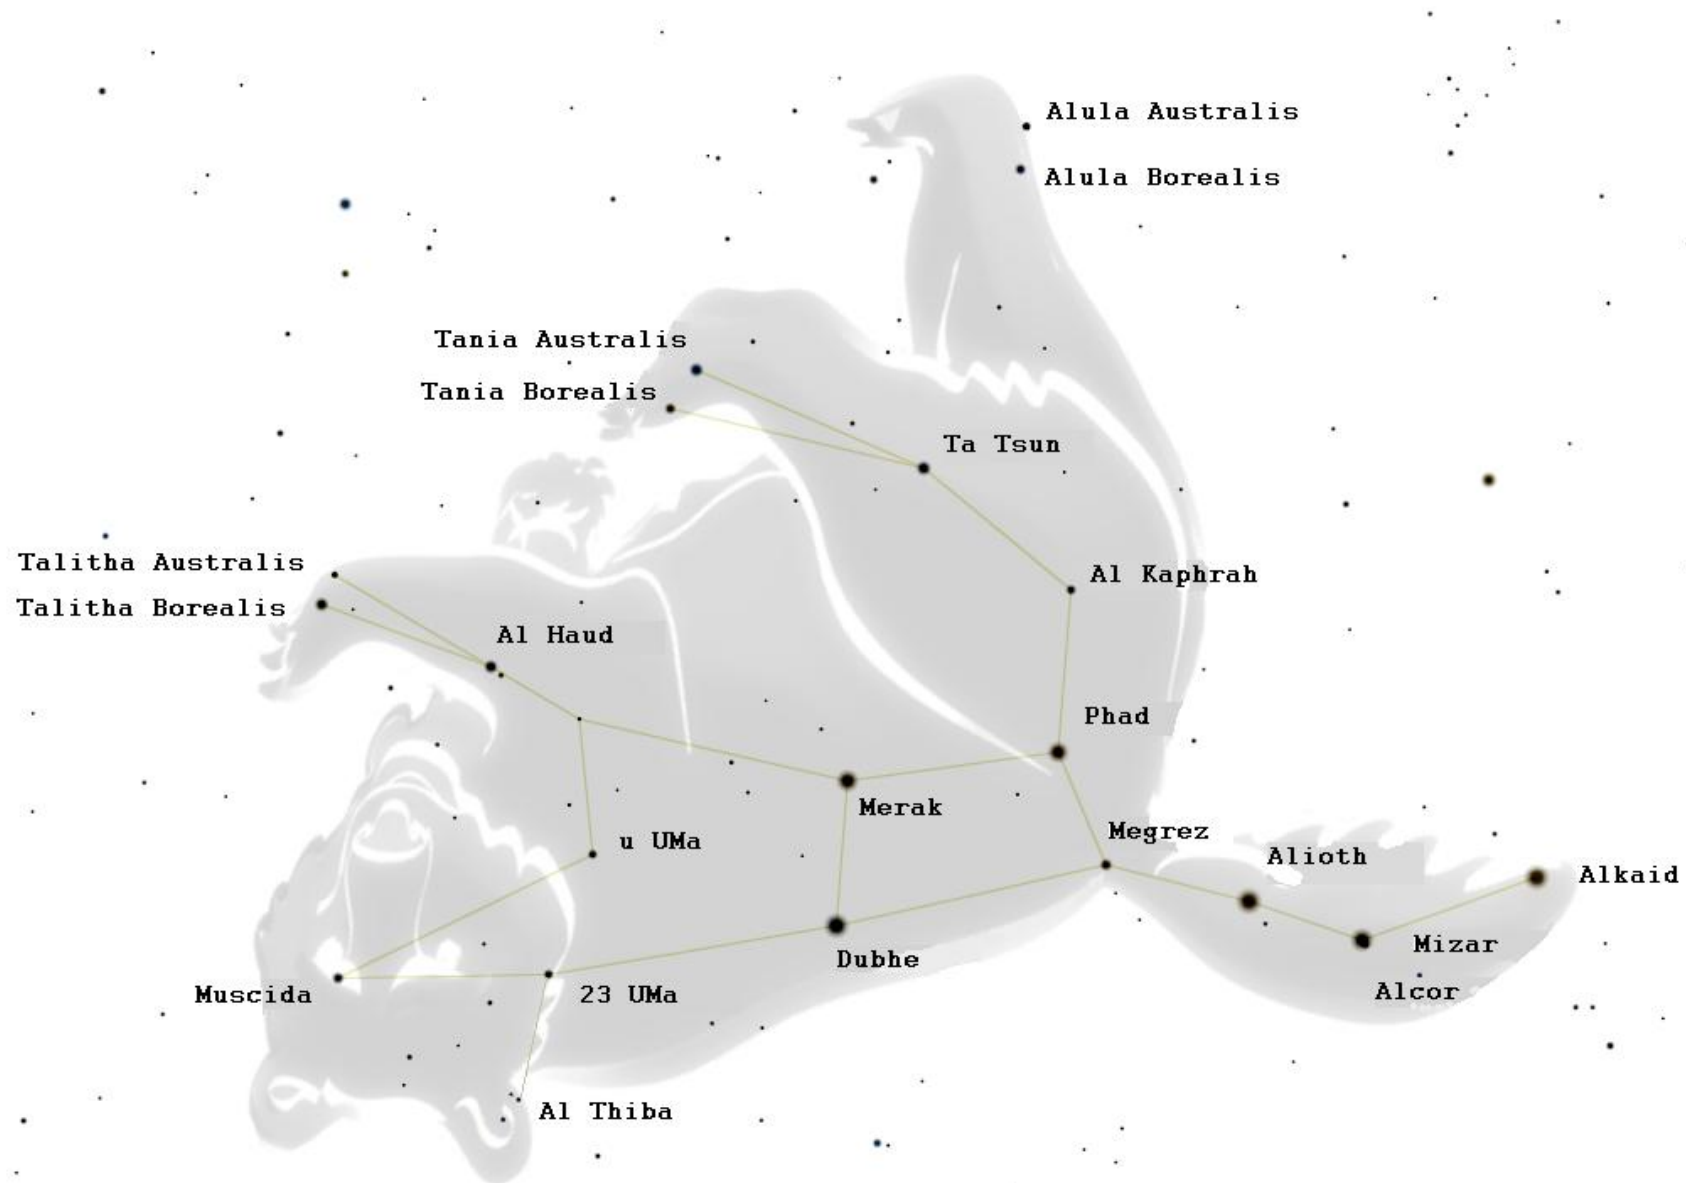 Alula Australis
Alula Borealis
Tania Australis
Tania Borealis
Ta Tsun
Talitha Australis
Al Kaphrah
Talitha Borealis
Al Haud
Phad
Merak
Megrez
u UMa
Alioth
Alkaid
Mizar
Dubhe
Muscida
23 UMa
Alcor
Al Thiba